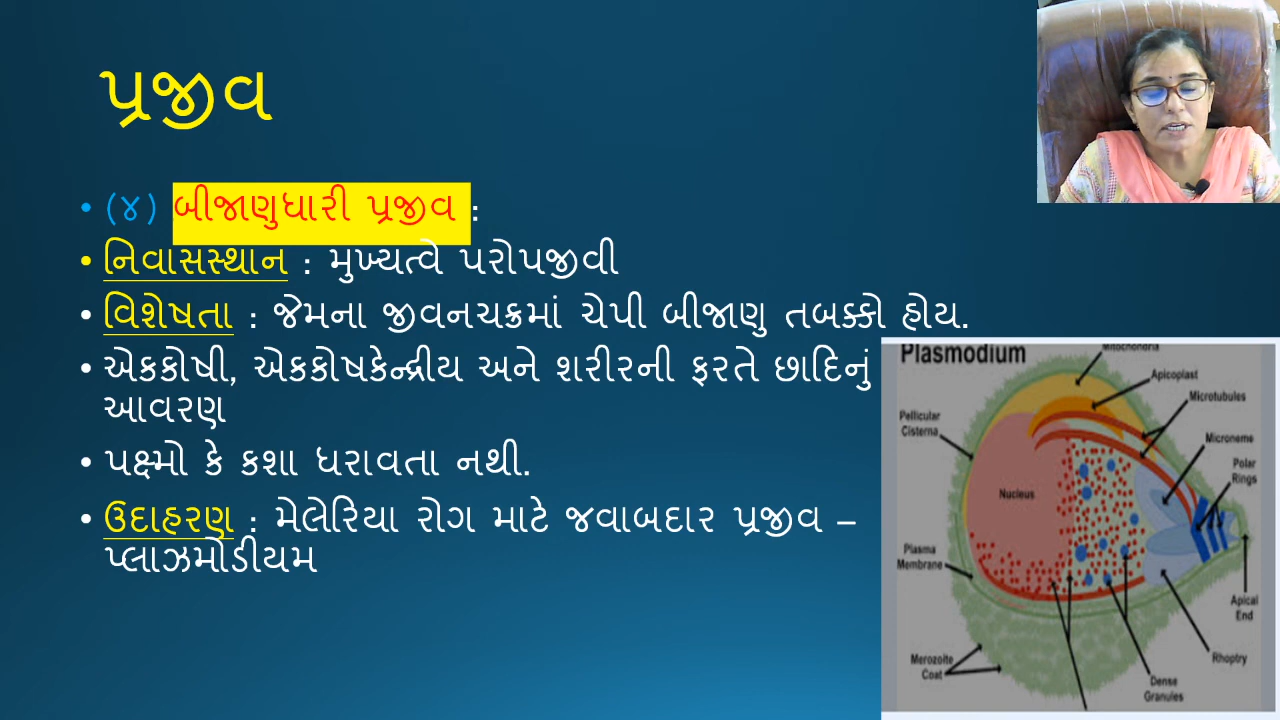 પ્રજીવ
• (૪) બીજાણુધારી પ્રજીવ :
• નિવાસસ્થાન : મુખ્યત્વે પરોપજીવી
• વિશેષતા : જેમના જીવનચક્રમાં ચેપી બીજાણુ તબક્કો હોય.
• એકકોષી, એકકોષકેન્દ્રીય અને શરીરની ફરતે છાદિનું
આવરણ
• પક્ષ્મો કે કશા ધરાવતા નથી.
• ઉદાહરણ : મેલેરિયા રોગ માટે જવાબદાર પ્રજીવ –
પ્લાઝમોડીયમ
Plasmodium
Mitochondria
Apicoplast
Microtubules
Pellicular
Cisterna
Microneme
Polar
Rings
Nucleus
Plasma
Membrane
Apical
End
Merozoite
Coat
Rhoptry
Dense
Granules